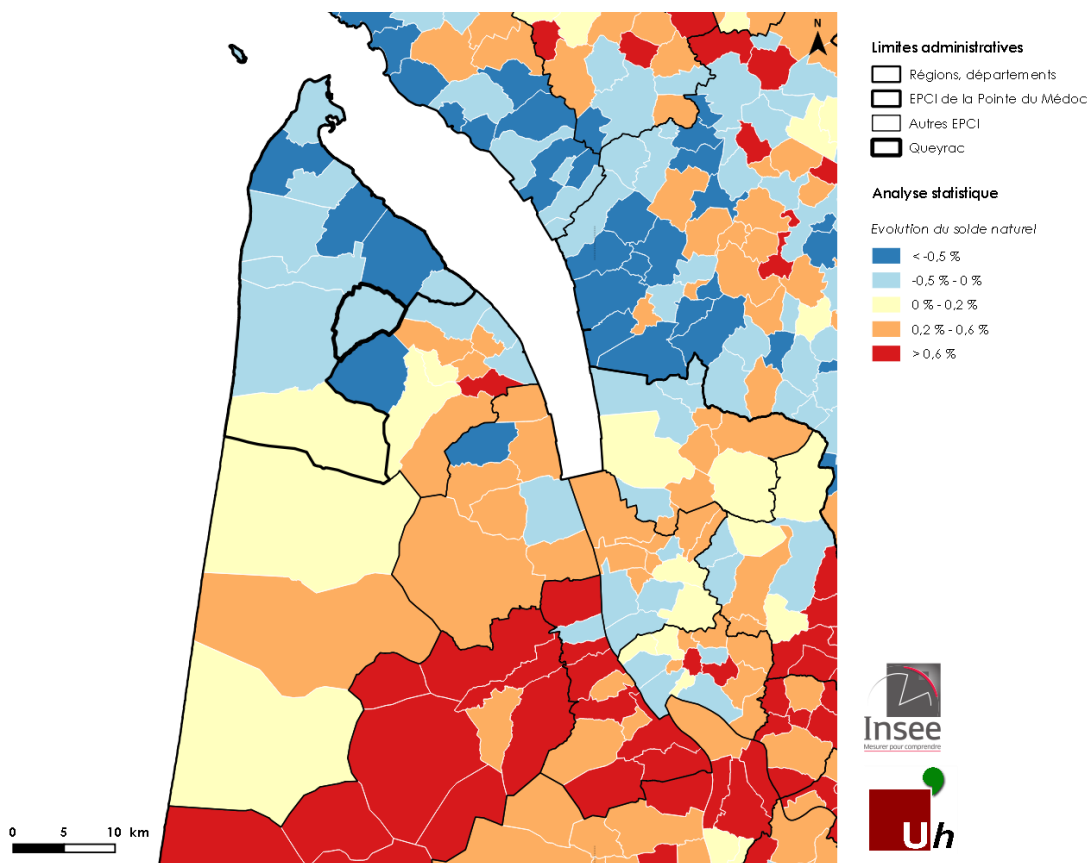 N
Limites administratives
Régions, départements
EPCI de la Pointe du Médoc
Autres EPCI
Queyrac
Analyse statistique
Evolution du solde naturel
< -0,5 %
-0,5 % - 0 %
0 % - 0,2 %
0,2 % - 0,6 %
> 0,6 %
Insee
Mesurer pour comprendre
Uh
0 5 10 km